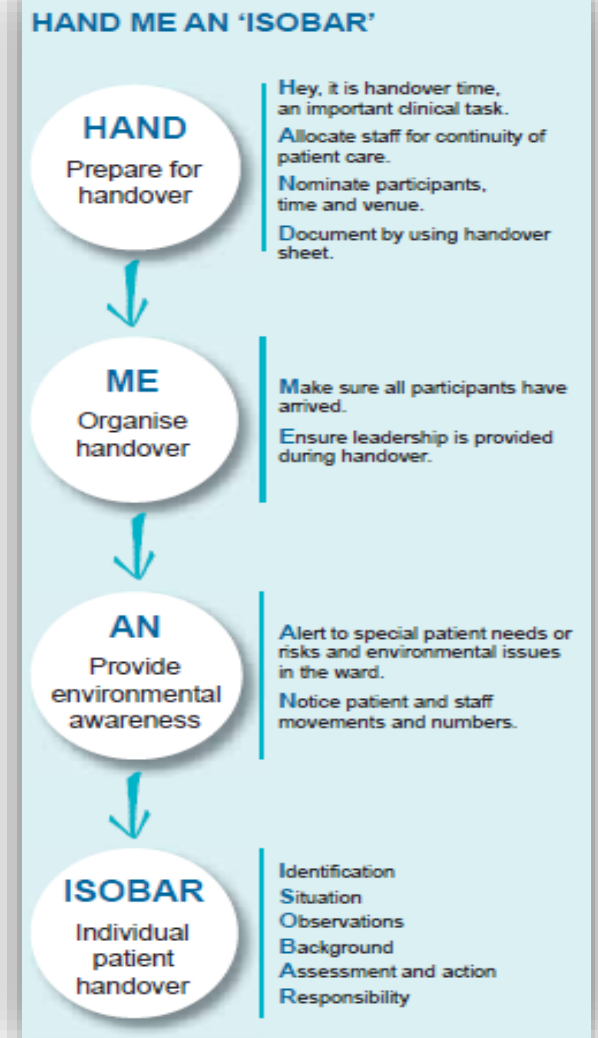 HAND ME AN ‘ISOBAR’
HAND
Prepare for
handover
Hey, it is handover time,
an important clinical task.
Allocate staff for continuity of
patient care.
Nominate participants,
time and venue.
Document by using handover
sheet.
ME
Organise
handover
Make sure all participants have
arrived.
Ensure leadership is provided
during handover.
AN
Provide
environmental
awareness
Alert to special patient needs or
risks and environmental issues
in the ward.
Notice patient and staff
movements and numbers.
ISOBAR
Individual
patient
handover
Identification
Situation
Observations
Background
Assessment and action
Responsibility